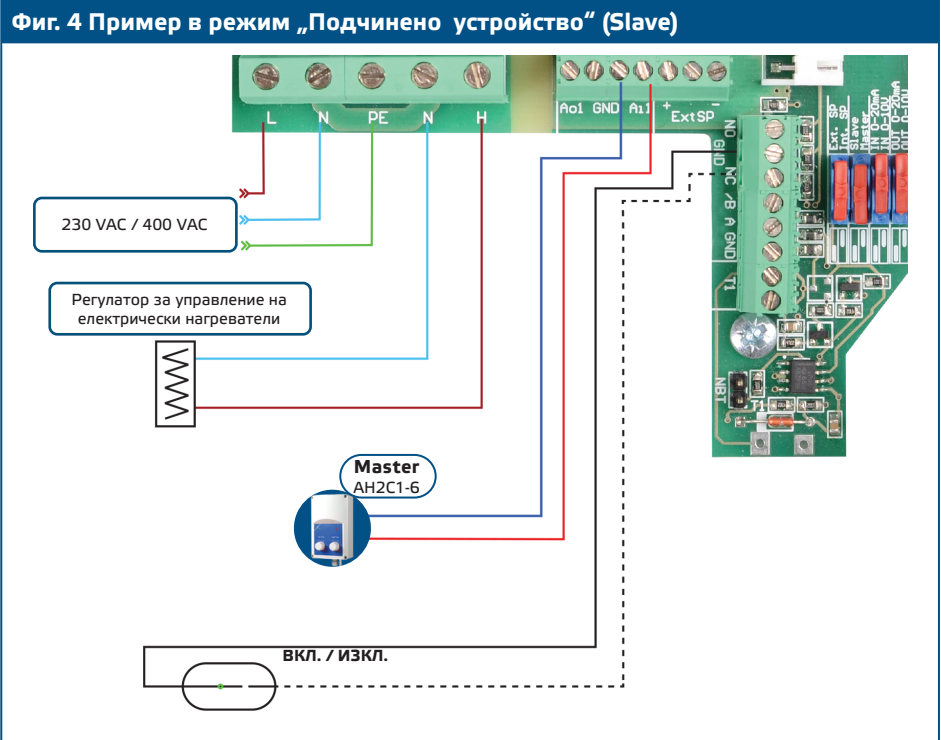 Фиг. 4 Пример в режим „Подчинено устройство“ (Slave)
L N PE N H
Ao1 GND Ai1 + ExtSP -
NO GND NC /B A GND T1
Ext. SP
Int. SP
Slave
Master
IN 0-20mA
IN 0-10V
OUT 0-20mA
OUT 0-10V
230 VAC / 400 VAC
Регулатор за управление на
електрически нагреватели
NBT
T1
Master
AH2C1-6
ВКЛ. / ИЗКЛ.